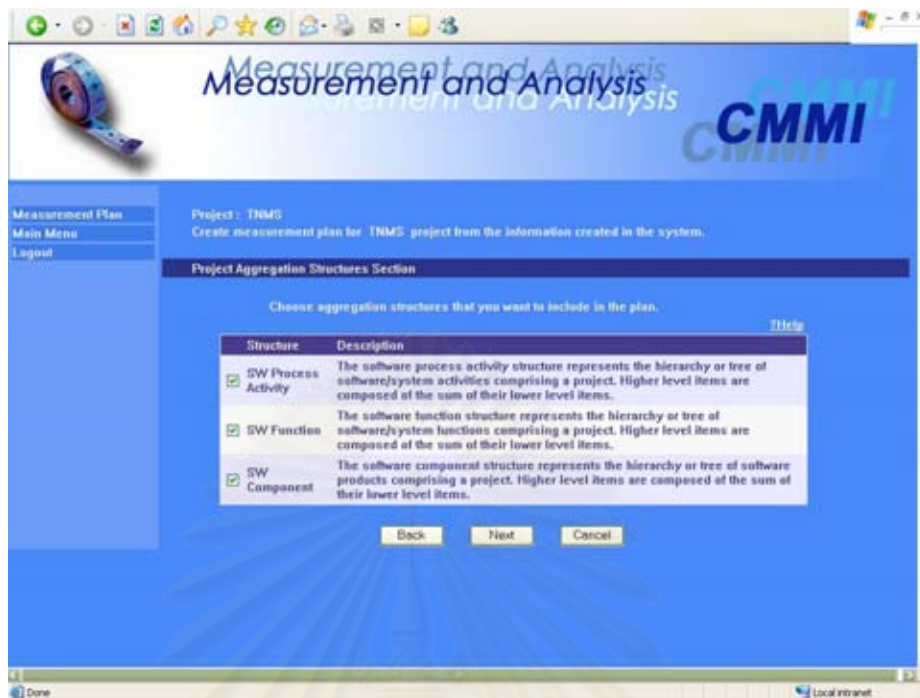 Measurement and Analysis
CMMI
Measurement Plan
Main Menu
Logout
Project : TNMS
Create measurement plan for TNMS project from the information created in the system.
Project Aggregation Structures Section
Choose aggregation structures that you want to include in the plan.
?Help
Structure Description
SW Process Activity
The software process activity structure represents the hierarchy or tree of
software/system activities comprising a project. Higher level items are
composed of the sum of their lower level items.
SW Function
The software function structure represents the hierarchy or tree of
software/system functions comprising a project. Higher level items are
composed of the sum of their lower level items.
SW Component
The software component structure represents the hierarchy or tree of software
products comprising a project. Higher level items are composed of the sum of
their lower level items.
Back Next Cancel
Done Local intranet